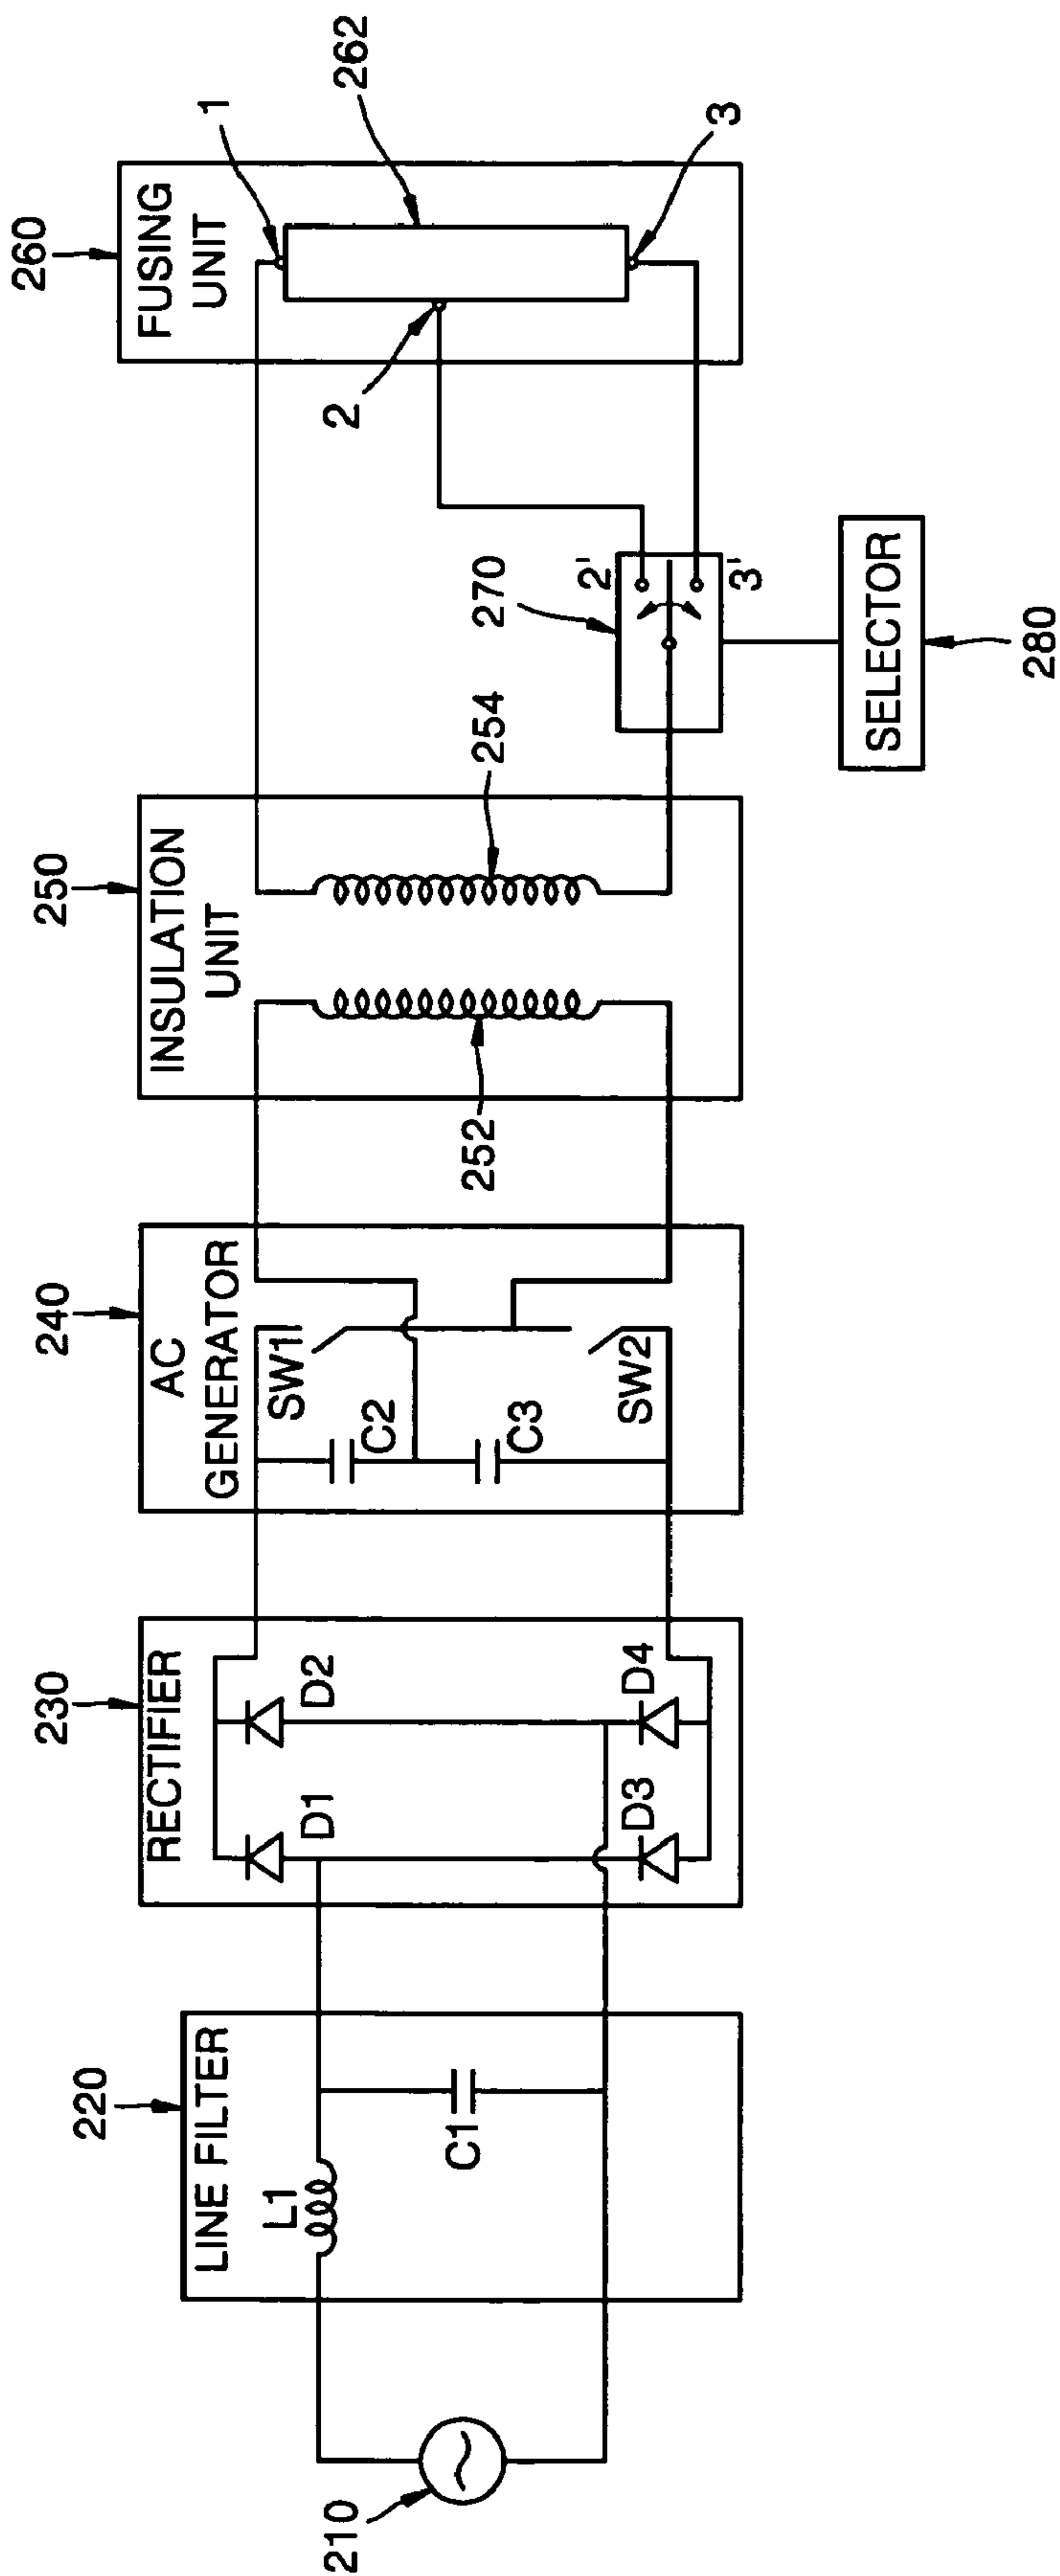 210
220
LINE FILTER
L1
C1
230
RECTIFIER
D1
D2
D3
D4
240
AC
GENERATOR
SW1
C2
C3
SW2
250
INSULATION
UNIT
252
254
270
2'
3'
SELECTOR
280
260
FUSING
UNIT
1
262
2
3